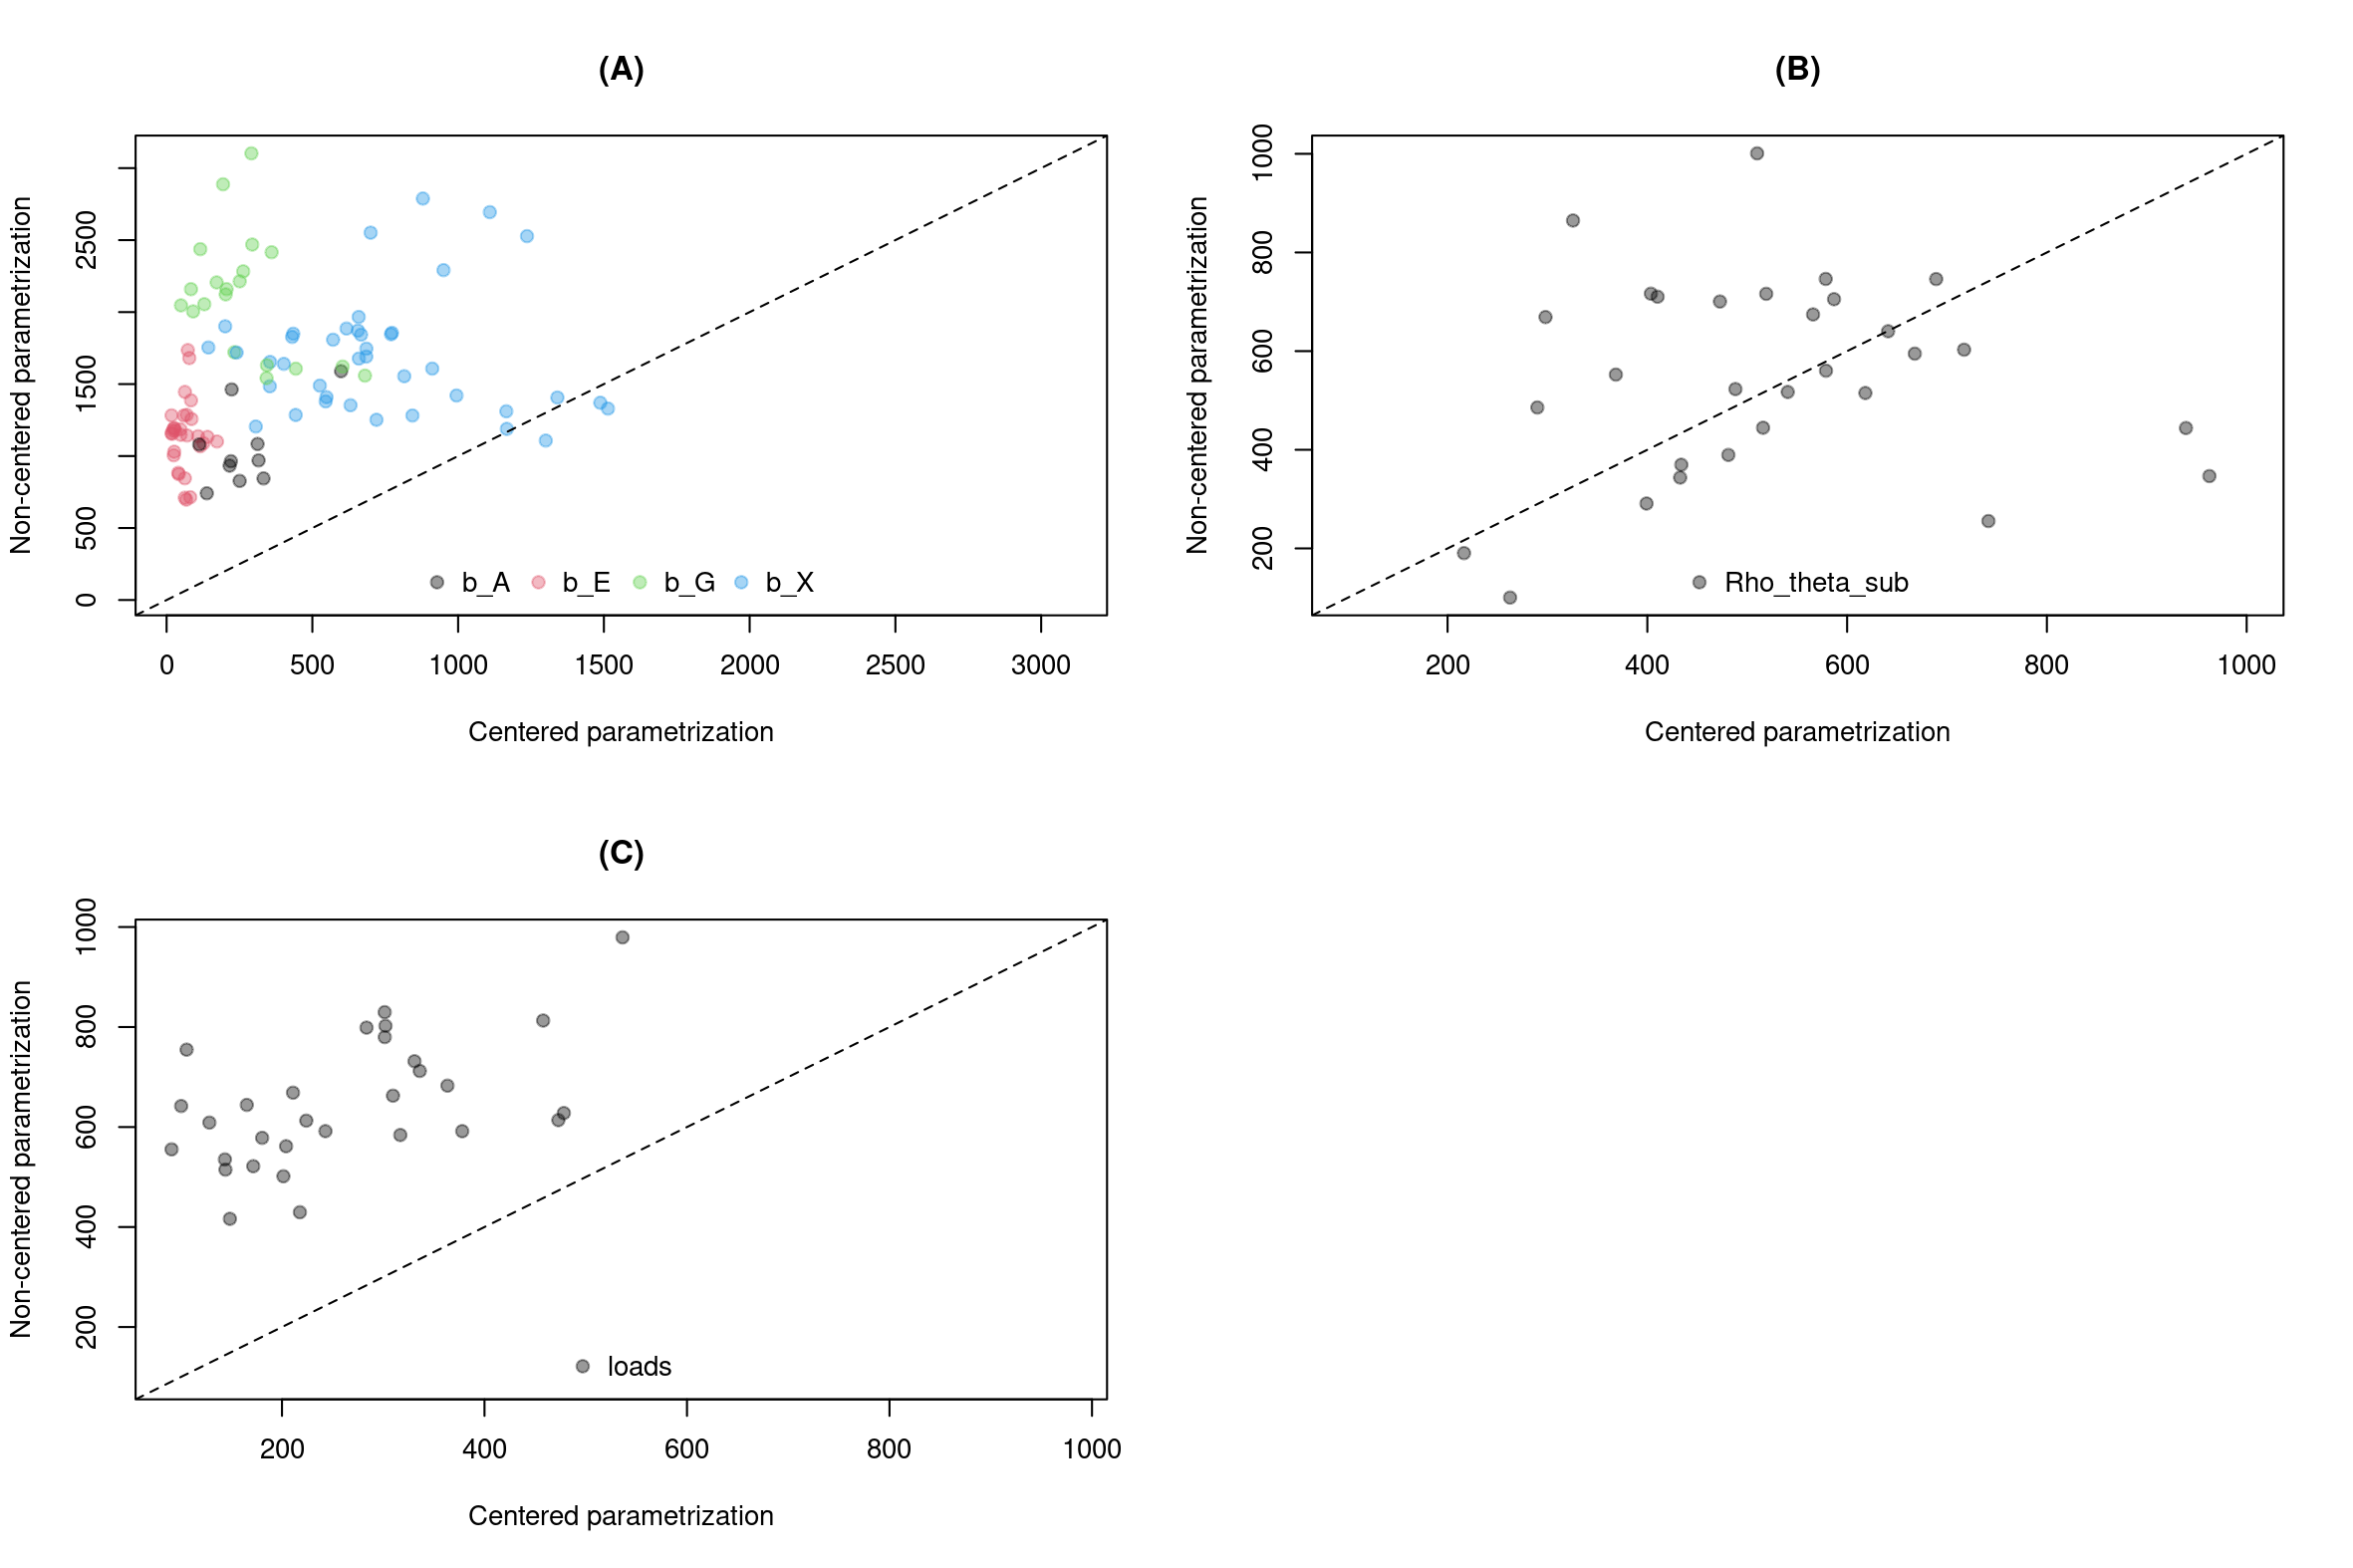 (A)
Non-centered parametrization
0 500 1500 2500
b_A b_E b_G b_X
0 500 1000 1500 2000 2500 3000
Centered parametrization
(B)
Non-centered parametrization
200 400 600 800 1000
Rho_theta_sub
200 400 600 800 1000
Centered parametrization
(C)
Non-centered parametrization
200 400 600 800 1000
loads
200 400 600 800 1000
Centered parametrization